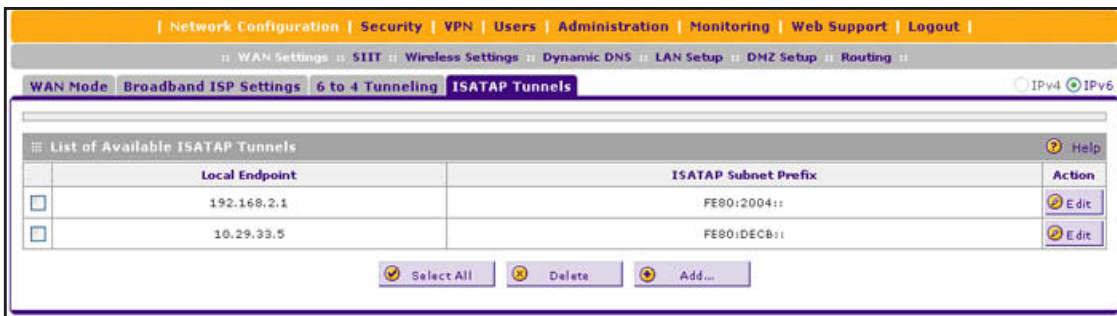 | Network Configuration | Security | VPN | Users | Administration | Monitoring | Web Support | Logout |
:: WAN Settings :: SIIT :: Wireless Settings :: Dynamic DNS :: LAN Setup :: DMZ Setup :: Routing ::
WAN Mode Broadband ISP Settings 6 to 4 Tunneling ISATAP Tunnels IPv4 IPv6
List of Available ISATAP Tunnels ? Help
Local Endpoint ISATAP Subnet Prefix Action
192.168.2.1 FE80:2004:: Edit
10.29.33.5 FE80:DECB:: Edit
Select All Delete Add...